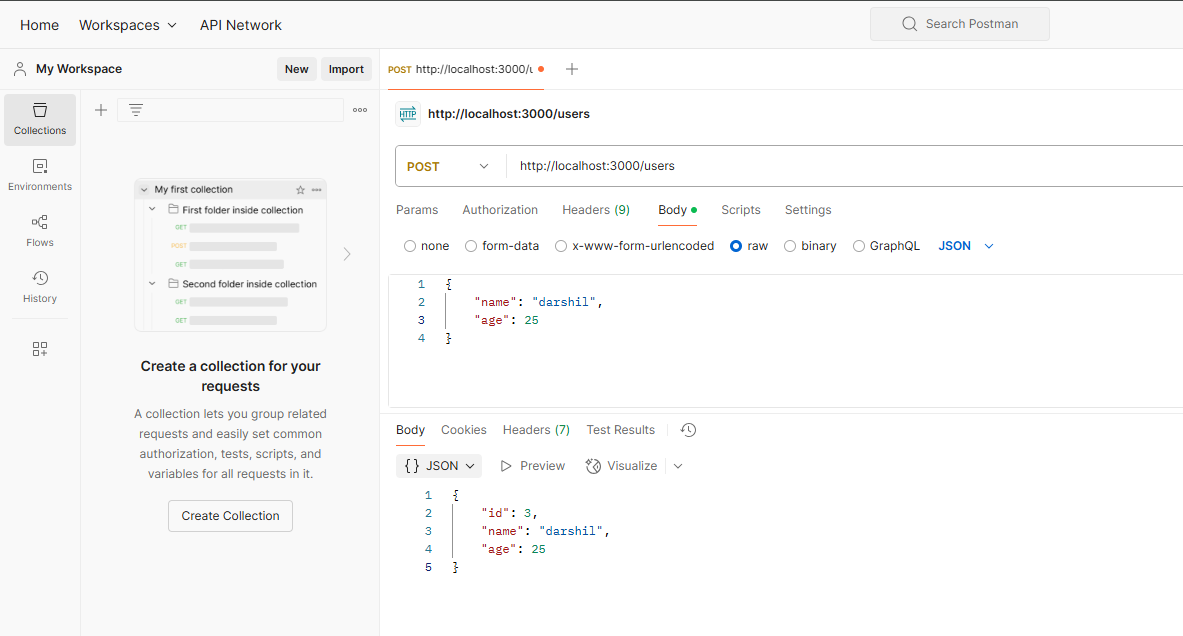 Home Workspaces API Network Search Postman
My Workspace New Import
POST http://localhost:3000/u
Collections
Environments
Flows
History
My first collection
First folder inside collection
GET
POST
GET
Second folder inside collection
GET
GET
Create a collection for your
requests
A collection lets you group related
requests and easily set common
authorization, tests, scripts, and
variables for all requests in it.
Create Collection
HTTP http://localhost:3000/users
POST http://localhost:3000/users
Params Authorization Headers (9) Body Scripts Settings
none form-data x-www-form-urlencoded raw binary GraphQL JSON
1 {
2 "name": "darshil",
3 "age": 25
4 }
Body Cookies Headers (7) Test Results
{} JSON Preview Visualize
1 {
2 "id": 3,
3 "name": "darshil",
4 "age": 25
5 }